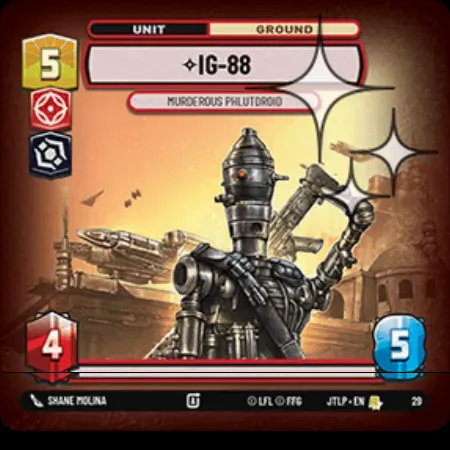 UNIT GROUND
5
IG-88
MURDEROUS PHLUTDROID
4
5
SHANE MOLINA
Ⓒ LFL Ⓒ FFG
JTLP • EN
29